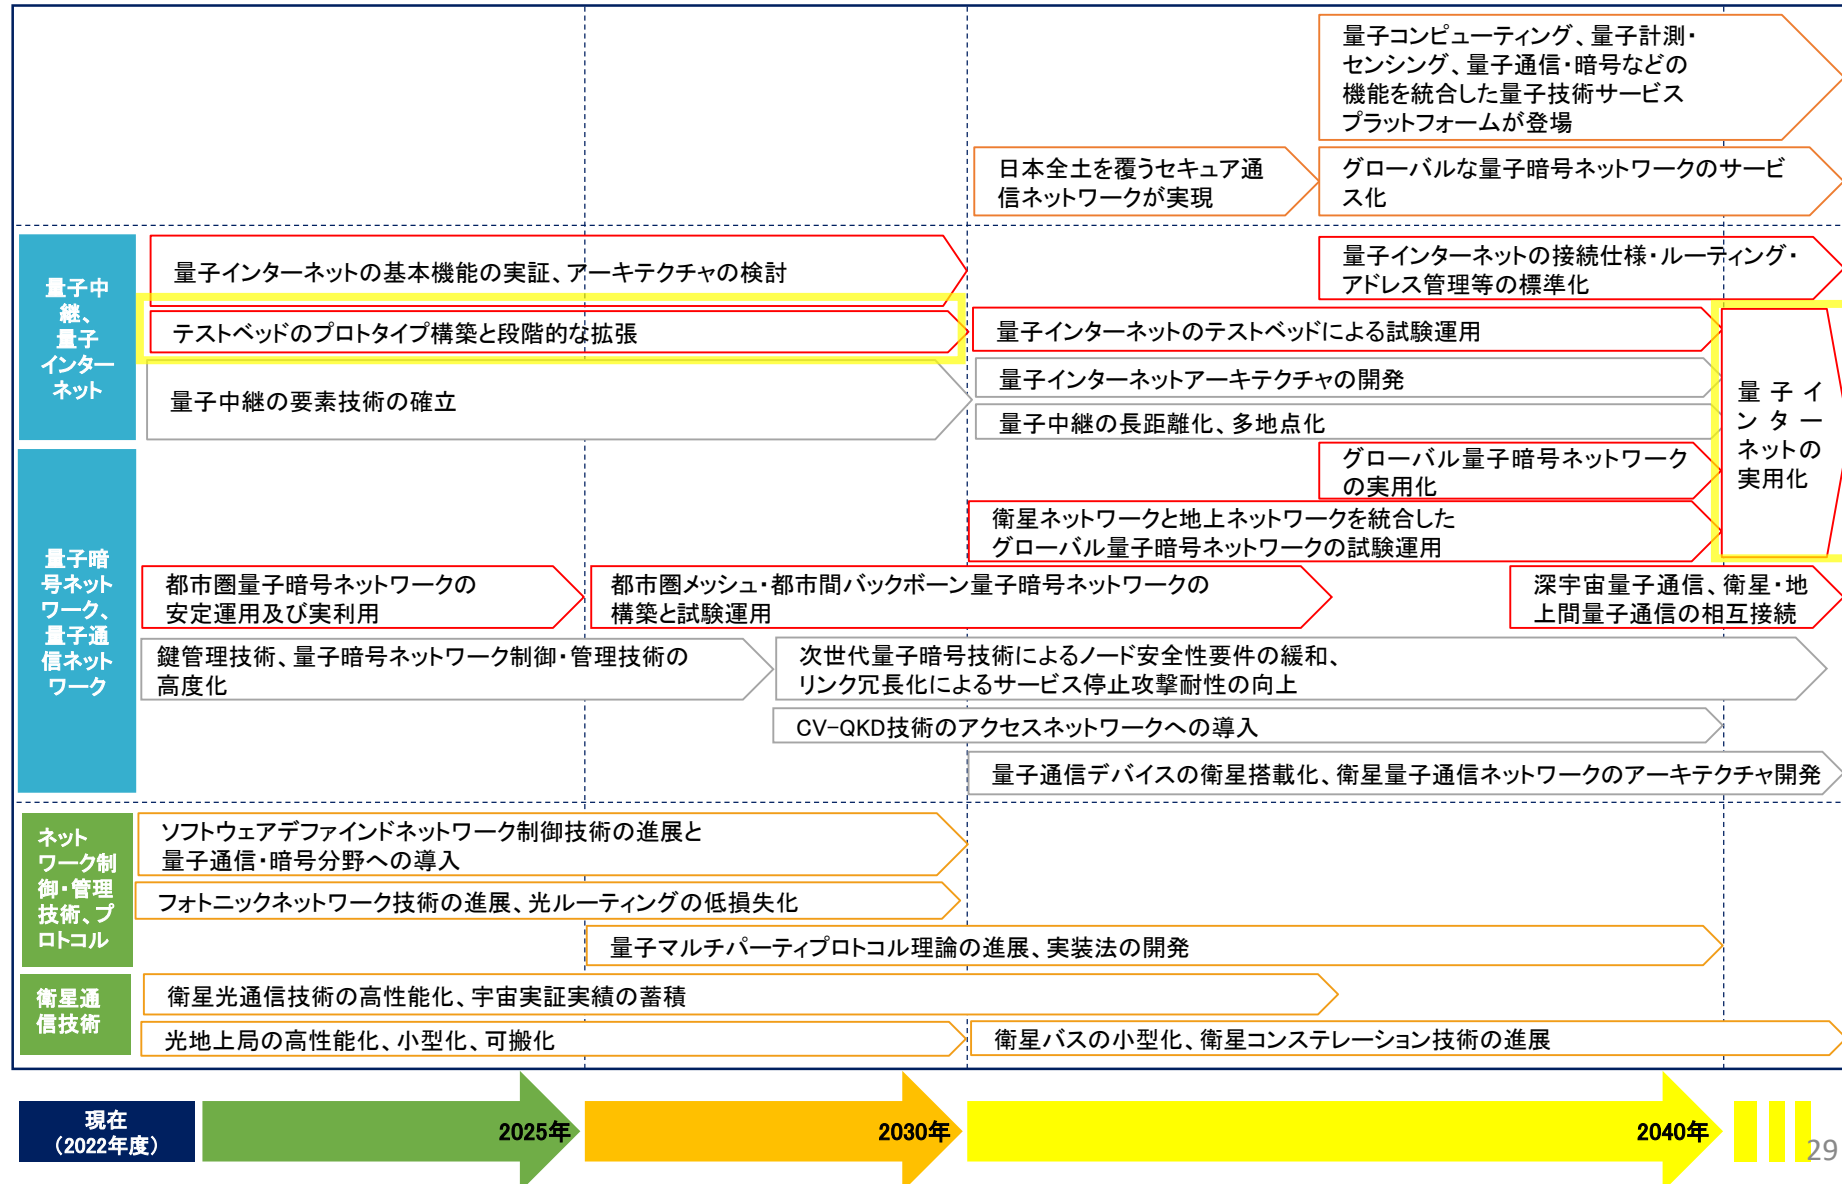 量子コンピューティング、量子計測・
センシング、量子通信・暗号などの
機能を統合した量子技術サービス
プラットフォームが登場
日本全土を覆うセキュア通
信ネットワークが実現
グローバルな量子暗号ネットワークのサービ
ス化
量子中
継、
量子
インター
ネット
量子インターネットの基本機能の実証、アーキテクチャの検討
量子インターネットの接続仕様・ルーティング・
アドレス管理等の標準化
テストベッドのプロトタイプ構築と段階的な拡張
量子インターネットのテストベッドによる試験運用
量子中継の要素技術の確立
量子インターネットアーキテクチャの開発
量子中継の長距離化、多地点化
量子イ
ンター
ネットの
実用化
量子暗
号ネット
ワーク、
量子通
信ネット
ワーク
グローバル量子暗号ネットワーク
の実用化
衛星ネットワークと地上ネットワークを統合した
グローバル量子暗号ネットワークの試験運用
都市圏量子暗号ネットワークの
安定運用及び実利用
都市圏メッシュ・都市間バックボーン量子暗号ネットワークの
構築と試験運用
深宇宙量子通信、衛星・地
上間量子通信の相互接続
鍵管理技術、量子暗号ネットワーク制御・管理技術の
高度化
次世代量子暗号技術によるノード安全性要件の緩和、
リンク冗長化によるサービス停止攻撃耐性の向上
CV-QKD技術のアクセスネットワークへの導入
量子通信デバイスの衛星搭載化、衛星量子通信ネットワークのアーキテクチャ開発
ネット
ワーク制
御・管理
技術、プ
ロトコル
ソフトウェアデファインドネットワーク制御技術の進展と
量子通信・暗号分野への導入
フォトニックネットワーク技術の進展、光ルーティングの低損失化
量子マルチパーティプロトコル理論の進展、実装法の開発
衛星通
信技術
衛星光通信技術の高性能化、宇宙実証実績の蓄積
光地上局の高性能化、小型化、可搬化
衛星バスの小型化、衛星コンステレーション技術の進展
現在
（2022年度）
2025年
2030年
2040年
29